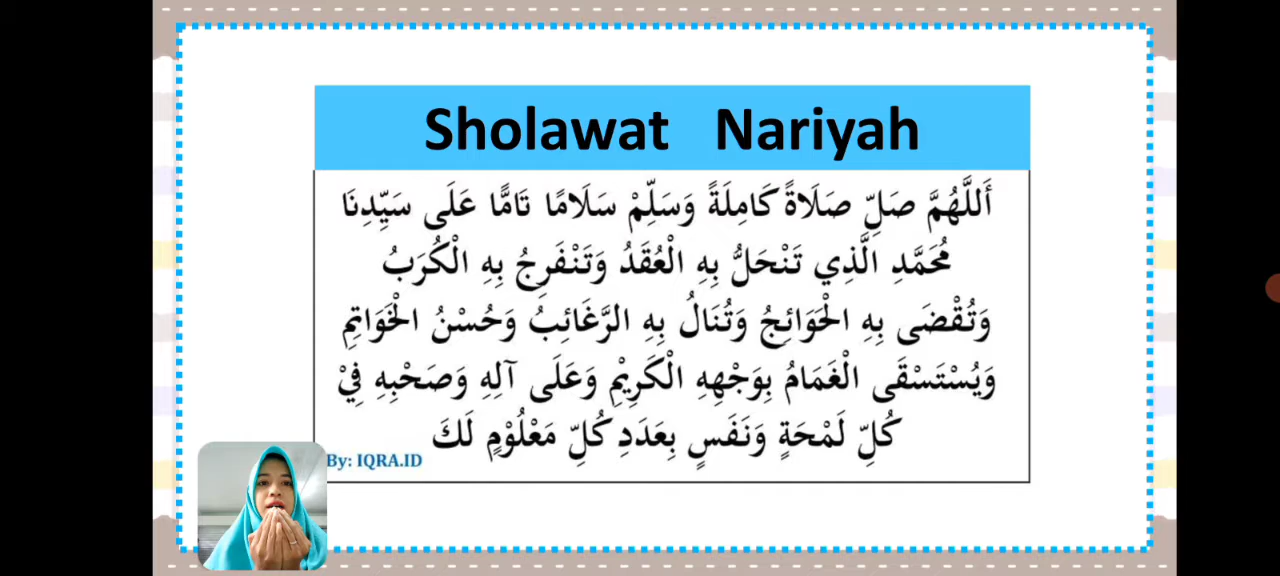 Sholawat Nariyah
أَللَّهُمَّ صَلِّ صَلَاةً كَامِلَةً وَسَلِّمْ سَلَامًا تَامًّا عَلَى سَيِّدِنَا
مُحَمَّدِ الَّذِي تَنْحَلُّ بِهِ الْعُقَدُ وَتَنْفَرِجُ بِهِ الْكُرَبُ
وَتُقْضَى بِهِ الْحَوَائِجُ وَتُنَالُ بِهِ الرَّغَائِبُ وَحُسْنُ الْخَوَاتِمِ
وَيُسْتَسْقَى الْغَمَامُ بِوَجْهِهِ الْكَرِيْمِ وَعَلَى آلِهِ وَصَحْبِهِ فِيْ
كُلِّ لَمْحَةٍ وَنَفَسٍ بِعَدَدِ كُلِّ مَعْلُوْمٍ لَكَ
By: IQRA.ID